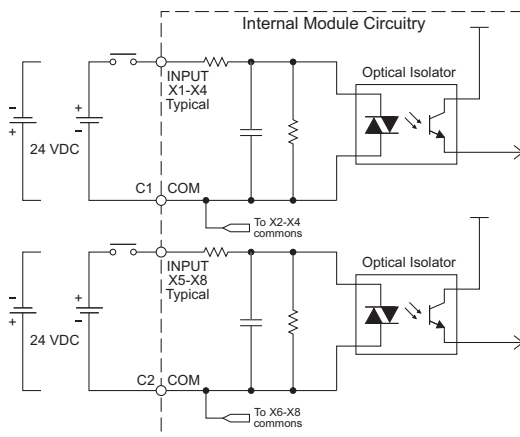 Internal Module Circuitry
INPUT
X1-X4
Typical
Optical Isolator
-
+
+
-
24 VDC
C1
COM
To X2-X4
commons
INPUT
X5-X8
Typical
Optical Isolator
-
+
+
-
24 VDC
C2
COM
To X6-X8
commons